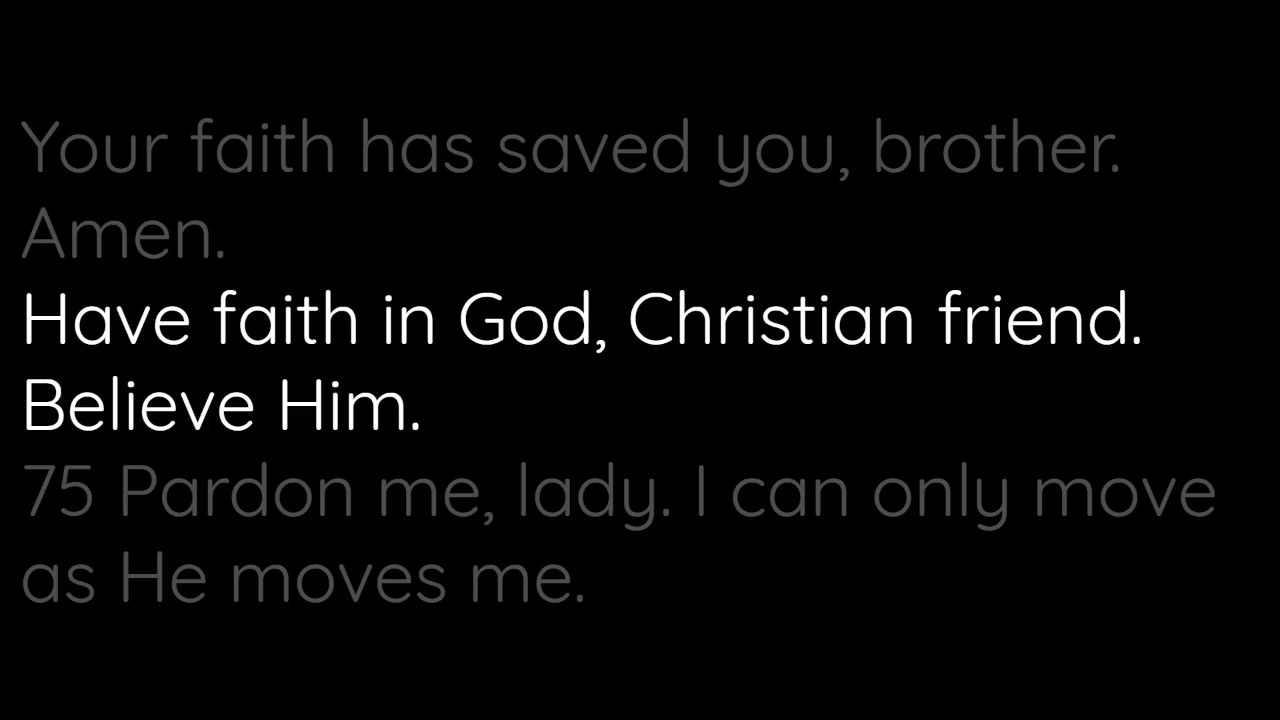 Your faith has saved you, brother.
Amen.
Have faith in God, Christian friend.
Believe Him.
75 Pardon me, lady. I can only move
as He moves me.